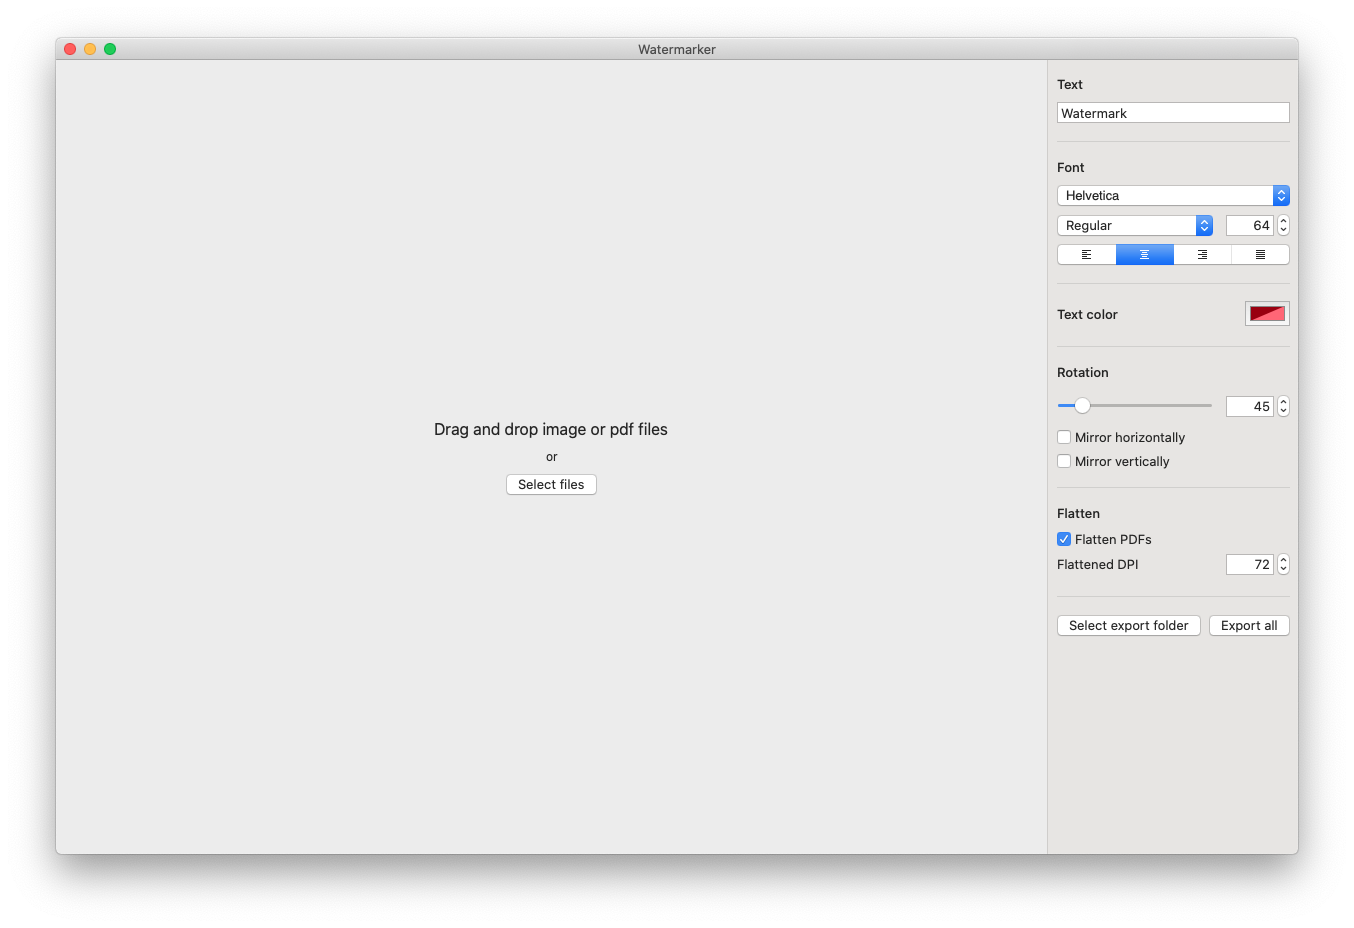 Watermarker
Drag and drop image or pdf files
or
Select files
Text
Watermark
Font
Helvetica
Regular
64
Text color
Rotation
45
Mirror horizontally
Mirror vertically
Flatten
Flatten PDFs
Flattened DPI
72
Select export folder
Export all